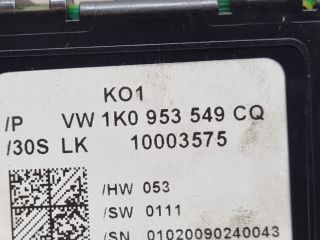 KO1
/P VW 1K0 953 549 CQ
/30S LK 10003575
/HW 053
/SW 0111
/SN 01020090240043